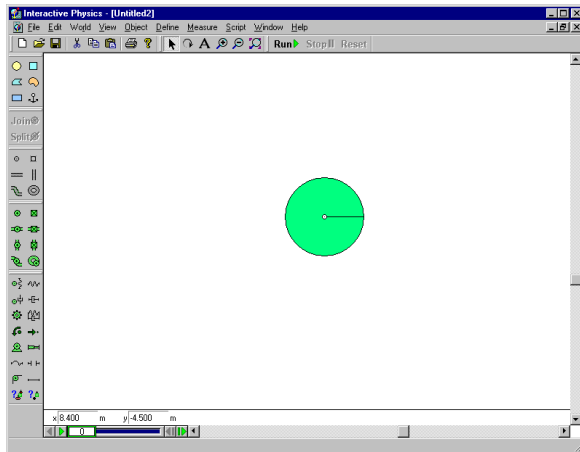 Interactive Physics - [Untitled2]
File Edit World View Object Define Measure Script Window Help
A Run Stop Reset
Join
Split
x 8.400 m y -4.500 m
0